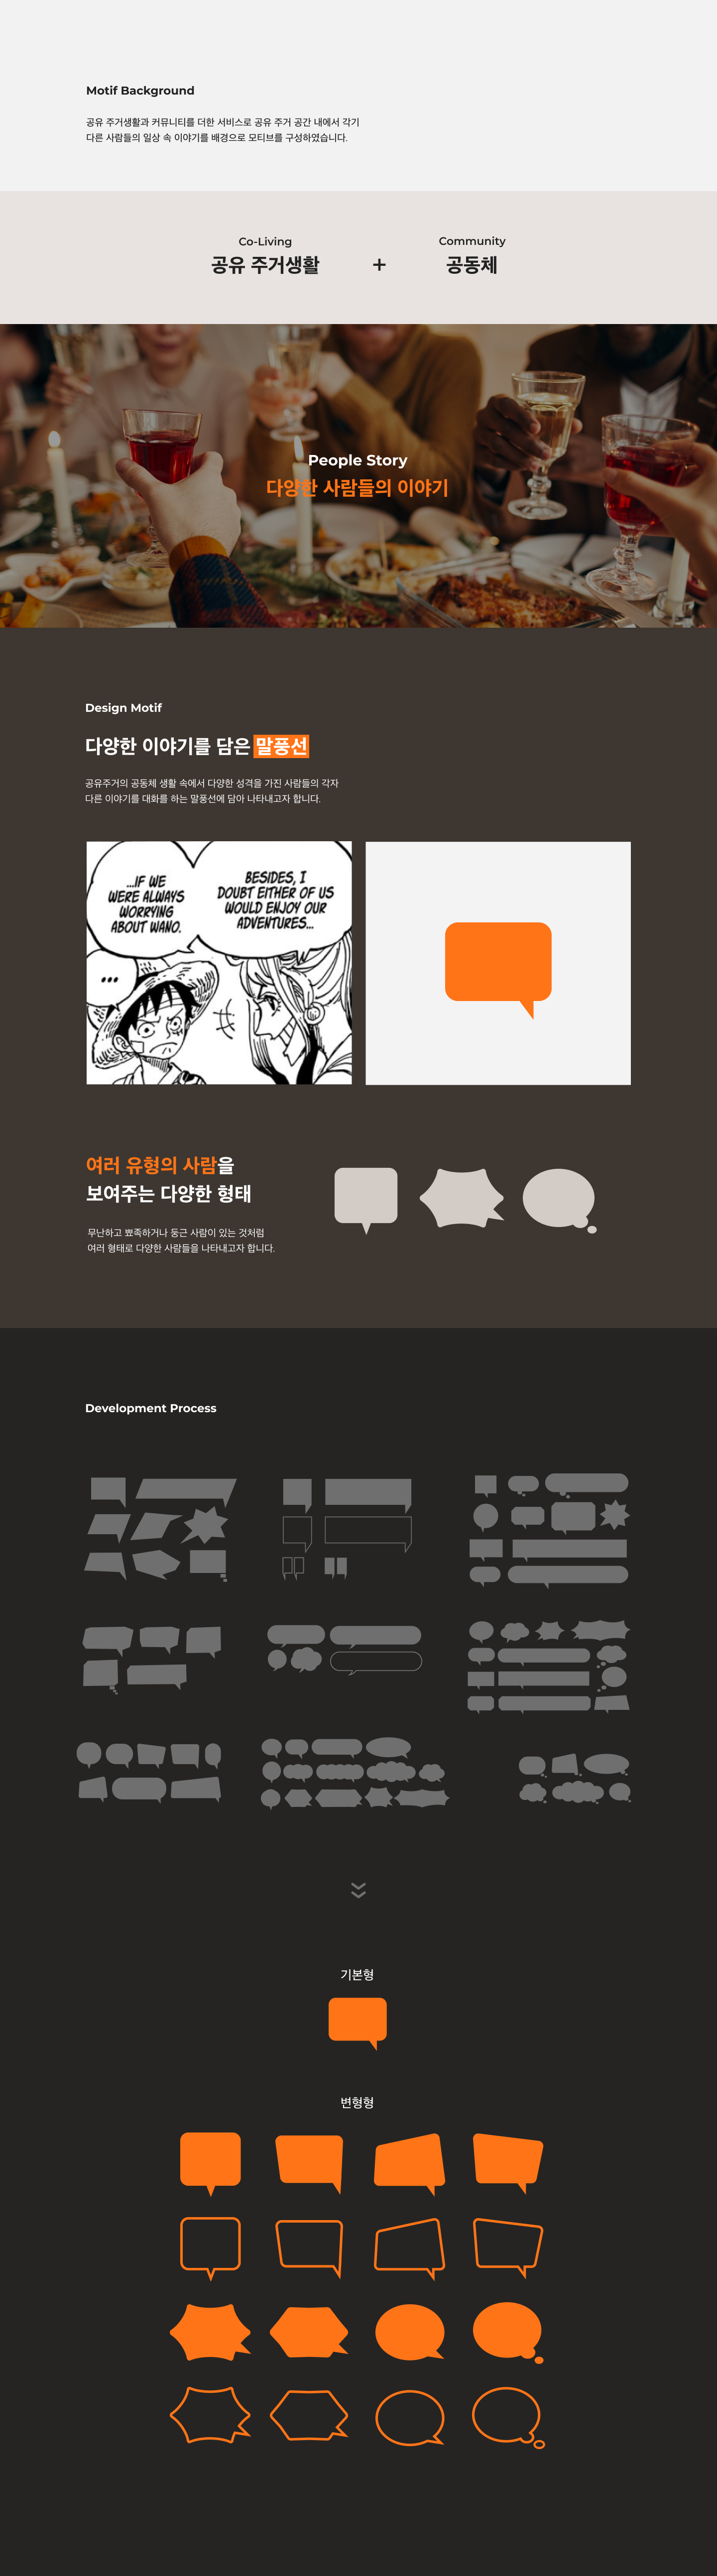 Motif Background
공유 주거생활과 커뮤니티를 더한 서비스로 공유 주거 공간 내에서 각기
다른 사람들의 일상 속 이야기를 배경으로 모티브를 구성하였습니다.
Co-Living
공유 주거생활
+
Community
공동체
People Story
다양한 사람들의 이야기
Design Motif
다양한 이야기를 담은 말풍선
공유주거의 공동체 생활 속에서 다양한 성격을 가진 사람들의 각자
다른 이야기를 대화를 하는 말풍선에 담아 나타내고자 합니다.
...IF WE
WERE ALWAYS
WORRYING
ABOUT WANO.
BESIDES, I
DOUBT EITHER OF US
WOULD ENJOY OUR
ADVENTURES...
...
여러 유형의 사람을
보여주는 다양한 형태
무난하고 뾰족하거나 둥근 사람이 있는 것처럼
여러 형태로 다양한 사람들을 나타내고자 합니다.
Development Process
기본형
변형형